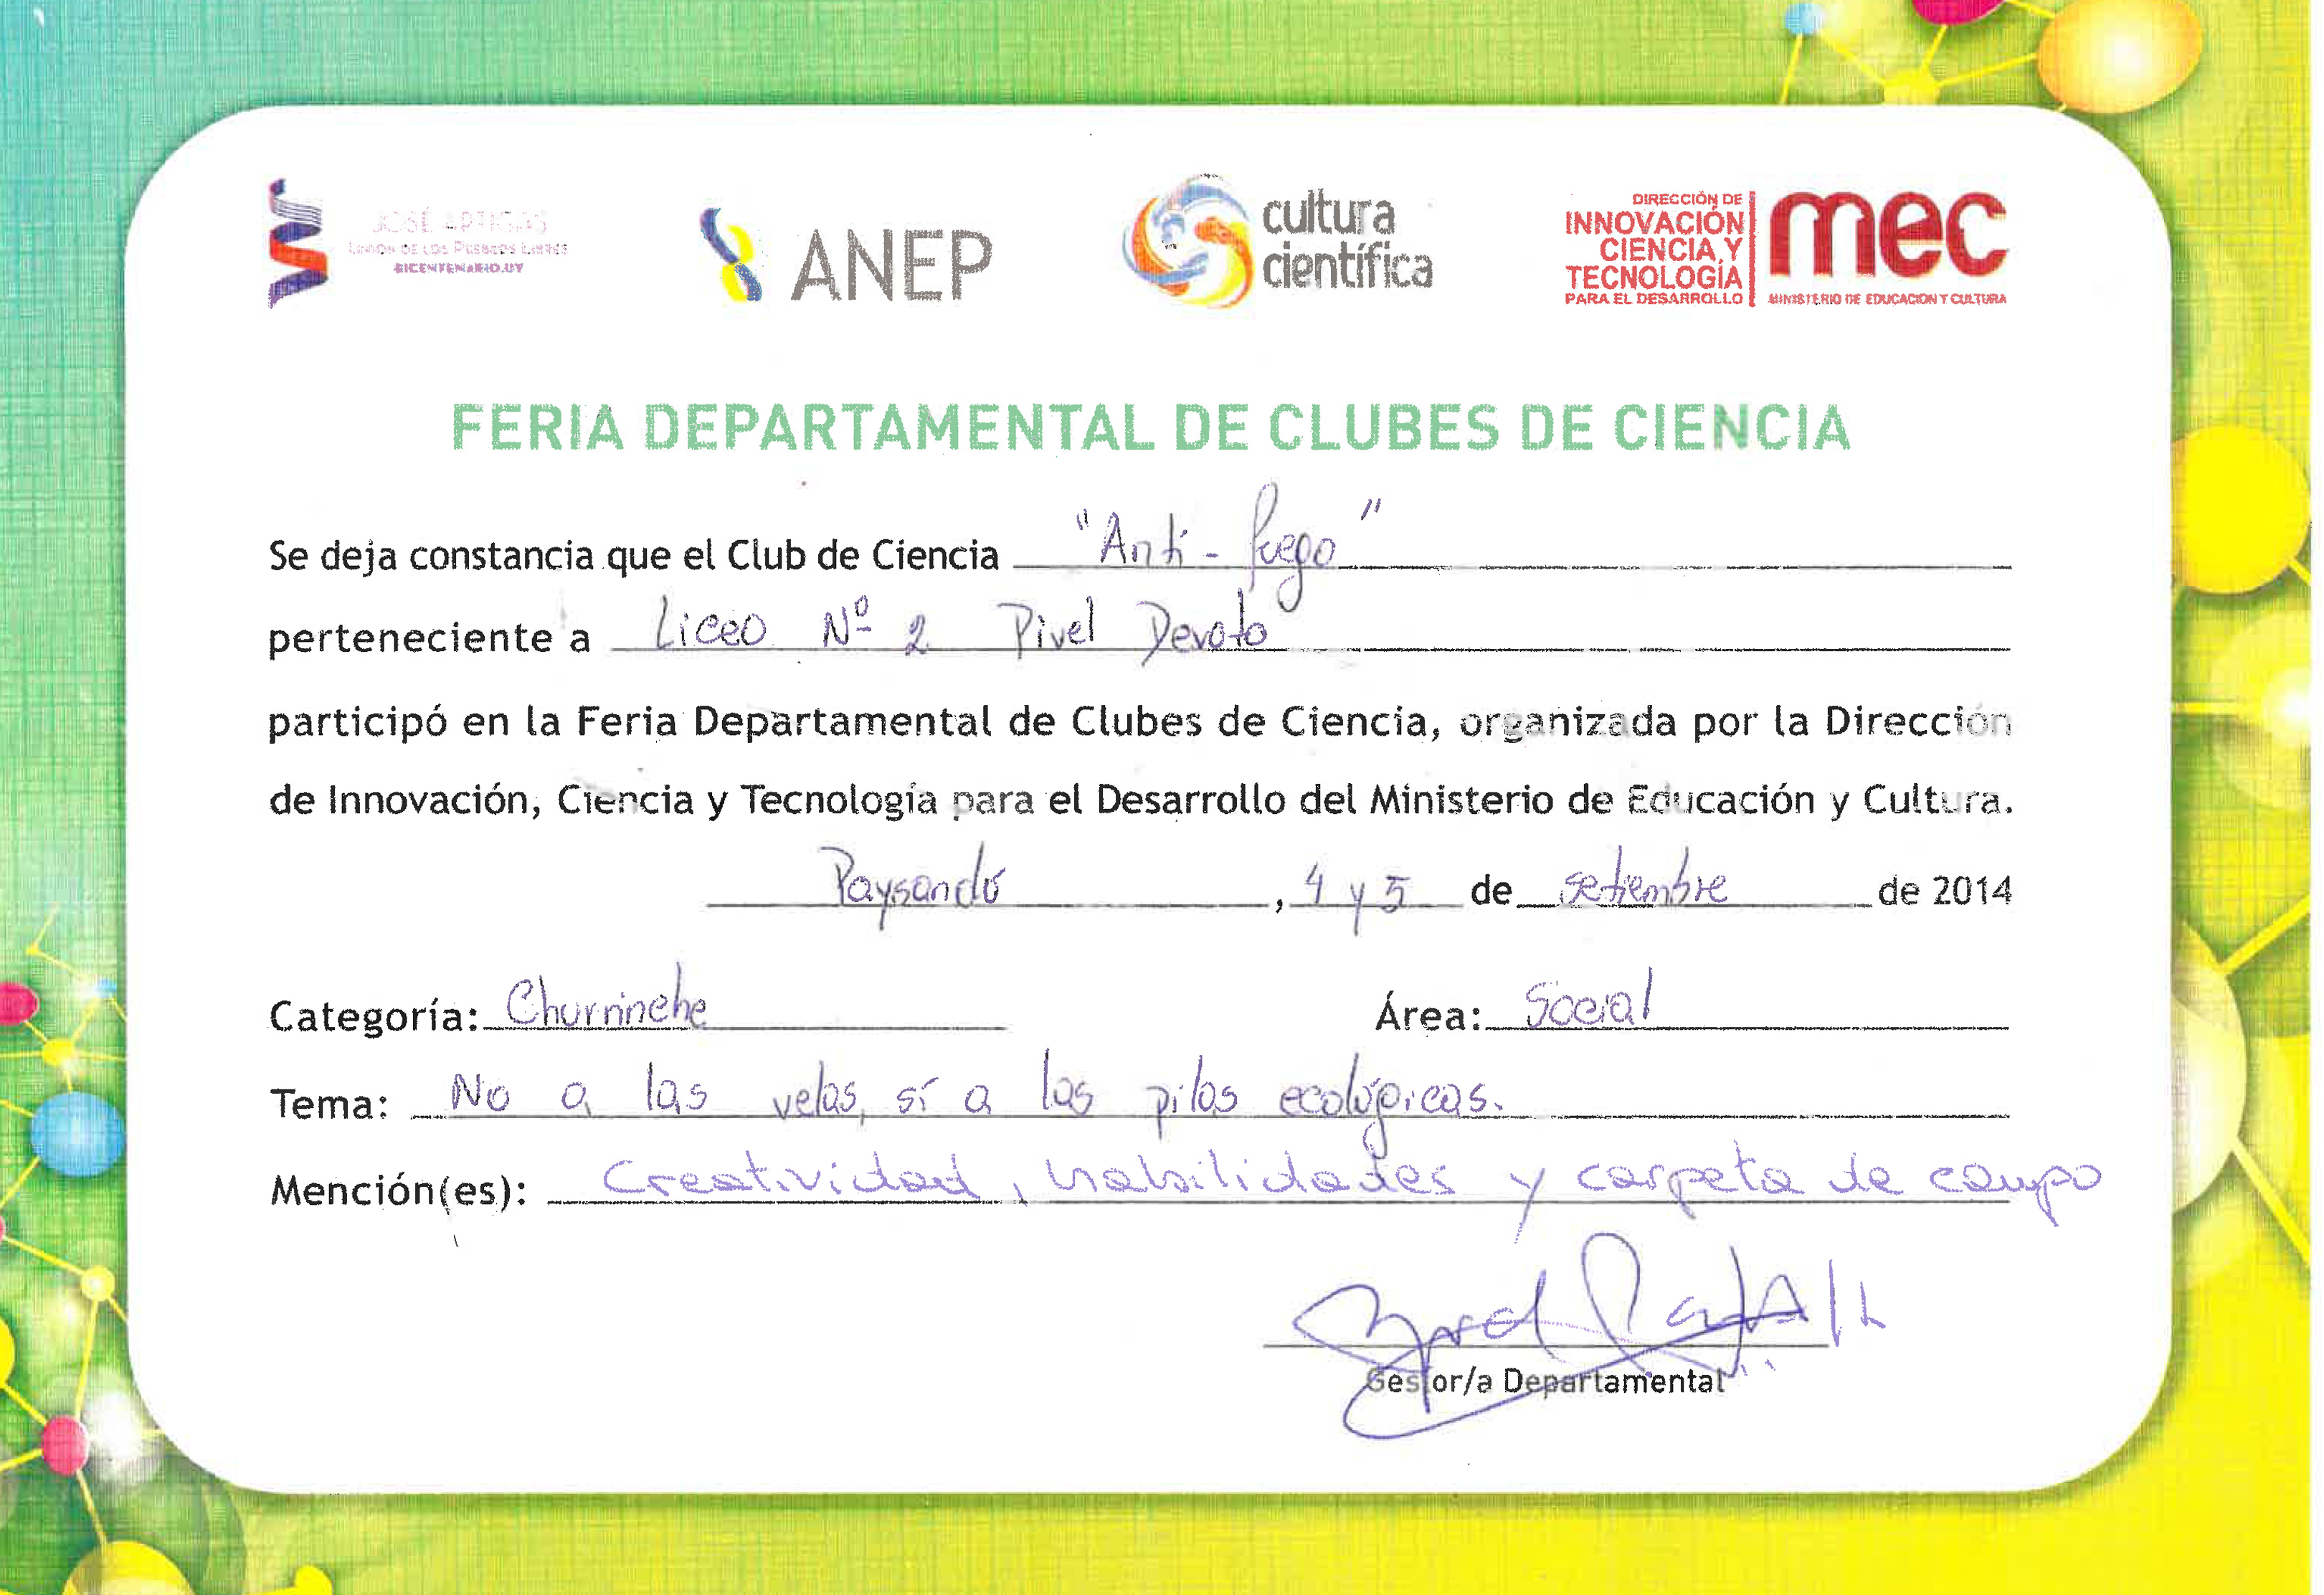 JOSÉ ARTIGAS
UNIÓN DE LOS PUEBLOS LIBRES
BICENTENARIO.UY
ANEP
cultura
científica
DIRECCIÓN DE
INNOVACIÓN
CIENCIA Y
TECNOLOGÍA
PARA EL DESARROLLO
mec
MINISTERIO DE EDUCACION Y CULTURA
FERIA DEPARTAMENTAL DE CLUBES DE CIENCIA
Se deja constancia que el Club de Ciencia "Anti-fuego"
perteneciente a Liceo Nº 2 Pivel Devoto
participó en la Feria Departamental de Clubes de Ciencia, organizada por la Dirección
de Innovación, Ciencia y Tecnología para el Desarrollo del Ministerio de Educación y Cultura.
Paysandú, 4 y 5 de setiembre de 2014
Categoría: Churrinche Área: Social
Tema: No a las velas, sí a las pilas ecológicas.
Mención(es): Creatividad, habilidades y carpeta de campo
Gestor/a Departamental